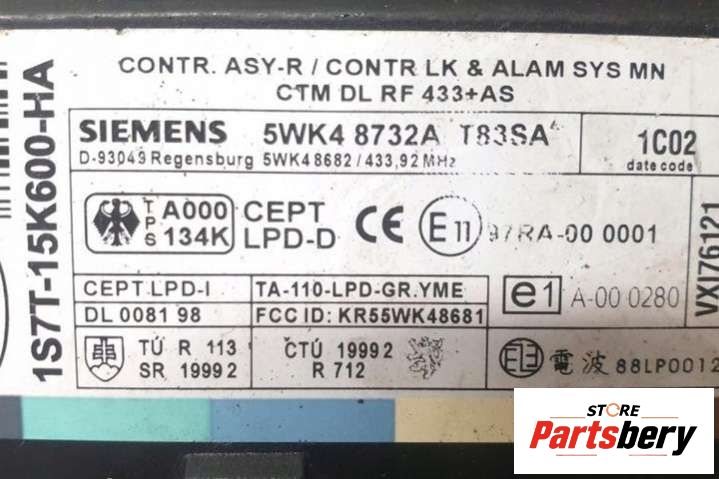 CONTR. ASY-R / CONTR LK & ALAM SYS MN
CTM DL RF 433+AS
1S7T-15K600-HA
SIEMENS 5WK4 8732A T83SA
D-93049 Regensburg 5WK48682 / 433,92 MHz
1C02
date code
TPS A000 134K
CEPT
LPD-D
CE
E11 97RA-00 0001
VXI76121
CEPT LPD-I
DL 0081 98
TA-110-LPD-GR.YME
FCC ID: KR55WK48681
e1 A-00 0280
TÚ R 113
SR 1999 2
ČTÚ 1999 2
R 712
電波 88LP0012
STORE
Partsbery